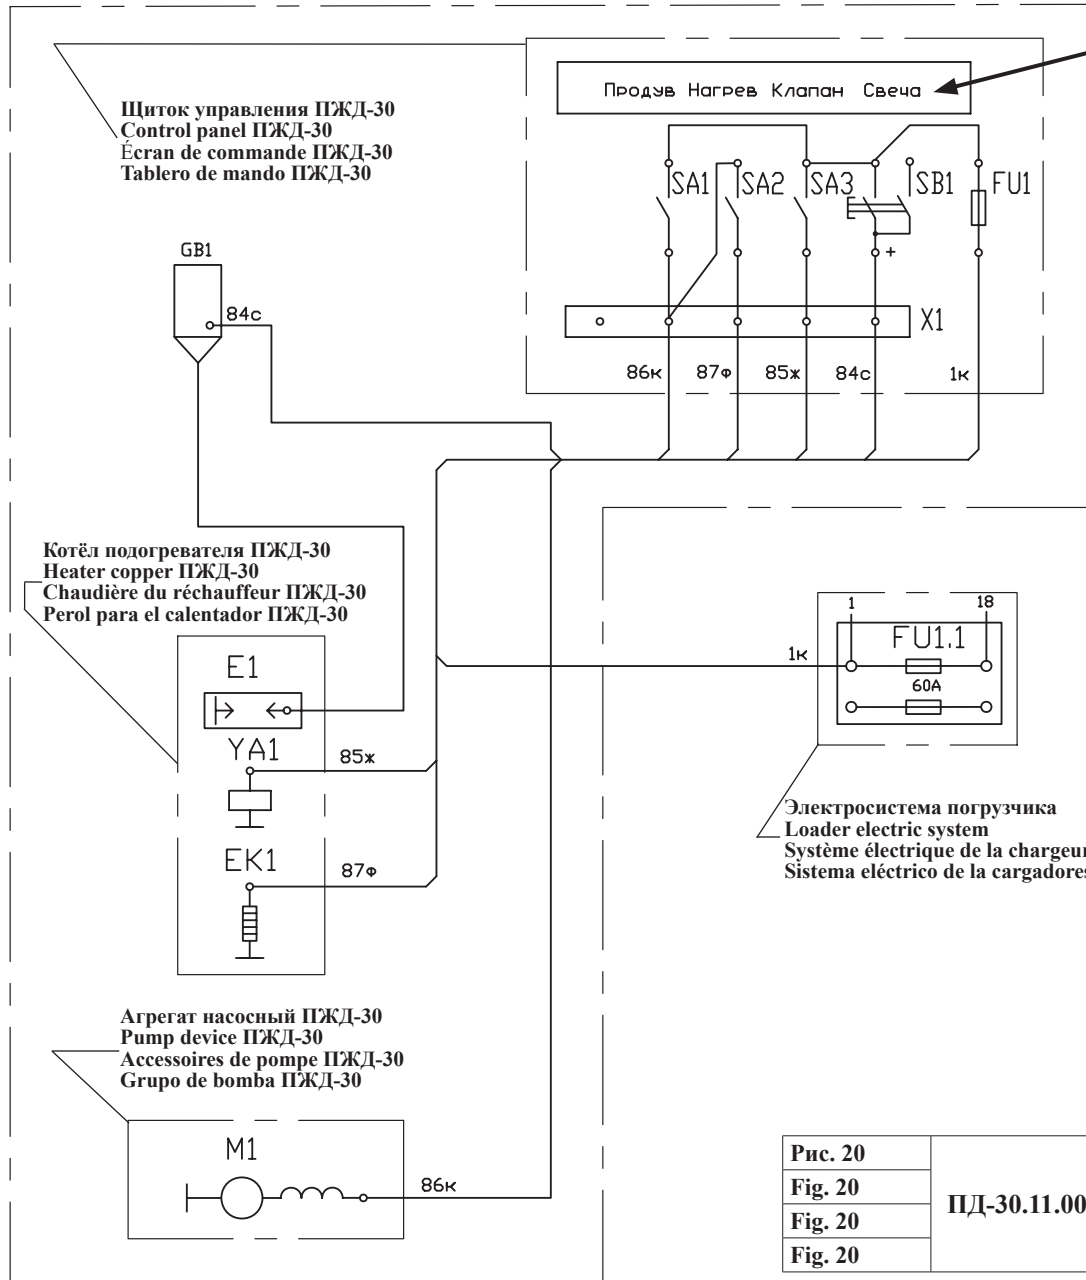 Продув Нагрев Клапан Свеча
Щиток управления ПЖД-30
Control panel ПЖД-30
Écran de commande ПЖД-30
Tablero de mando ПЖД-30
SA1 SA2 SA3 SB1 FU1
+
GB1
84с
X1
86к 87ф 85ж 84с 1к
Котёл подогревателя ПЖД-30
Heater copper ПЖД-30
Chaudière du réchauffeur ПЖД-30
Perol para el calentador ПЖД-30
1 18
FU1.1
1к
60А
E1
YA1
85ж
EK1
87ф
Электросистема погрузчика
Loader electric system
Système électrique de la chargeur
Sistema eléctrico de la cargadores
Агрегат насосный ПЖД-30
Pump device ПЖД-30
Accessoires de pompe ПЖД-30
Grupo de bomba ПЖД-30
M1
86к
Рис. 20
Fig. 20
Fig. 20
Fig. 20
ПД-30.11.00